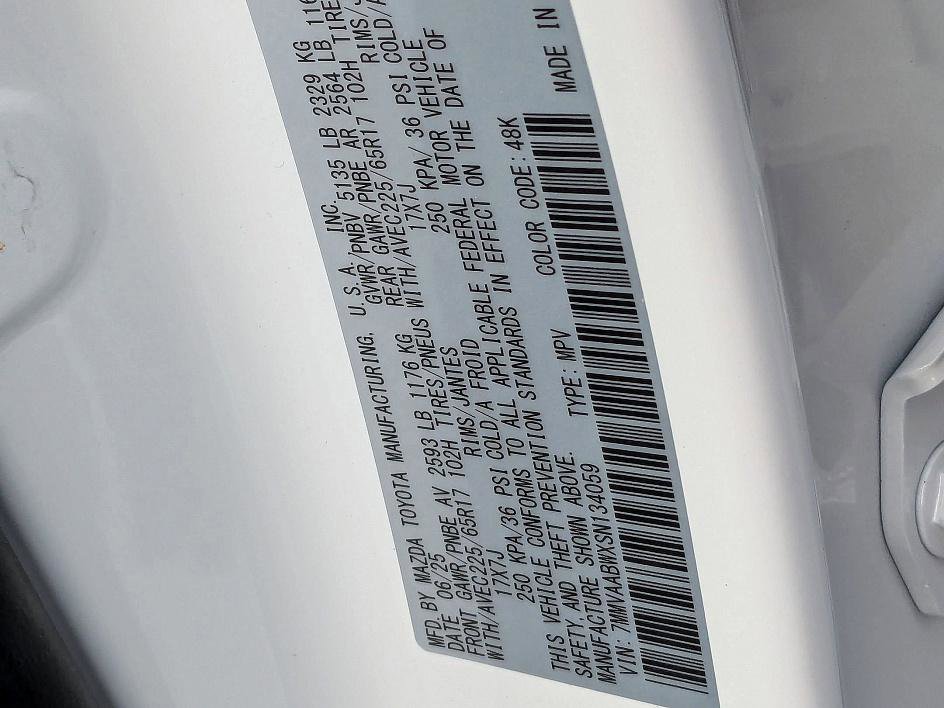 MFD. BY MAZDA TOYOTA MANUFACTURING, U. S. A. INC.
DATE 06/25 GVWR/PNBV 5135 LB 2329 KG
FRONT GAWR/PNBE AV 2593 LB 1176 KG REAR GAWR/PNBE AR 2564 LB
WITH/AVEC225/65R17 102H TIRES/PNEUS WITH/AVEC225/65R17 102H
17X7J RIMS/JANTES 17X7J
250 KPA/36 PSI COLD/A FROID 250 KPA/ 36 PSI COLD/A
THIS VEHICLE CONFORMS TO ALL APPLICABLE FEDERAL MOTOR VEHICLE
SAFETY, AND THEFT PREVENTION STANDARDS IN EFFECT ON THE DATE OF
MANUFACTURE SHOWN ABOVE.
VIN: 7MMVAABWXSN134059 TYPE: MPV COLOR CODE: 48K
MADE IN